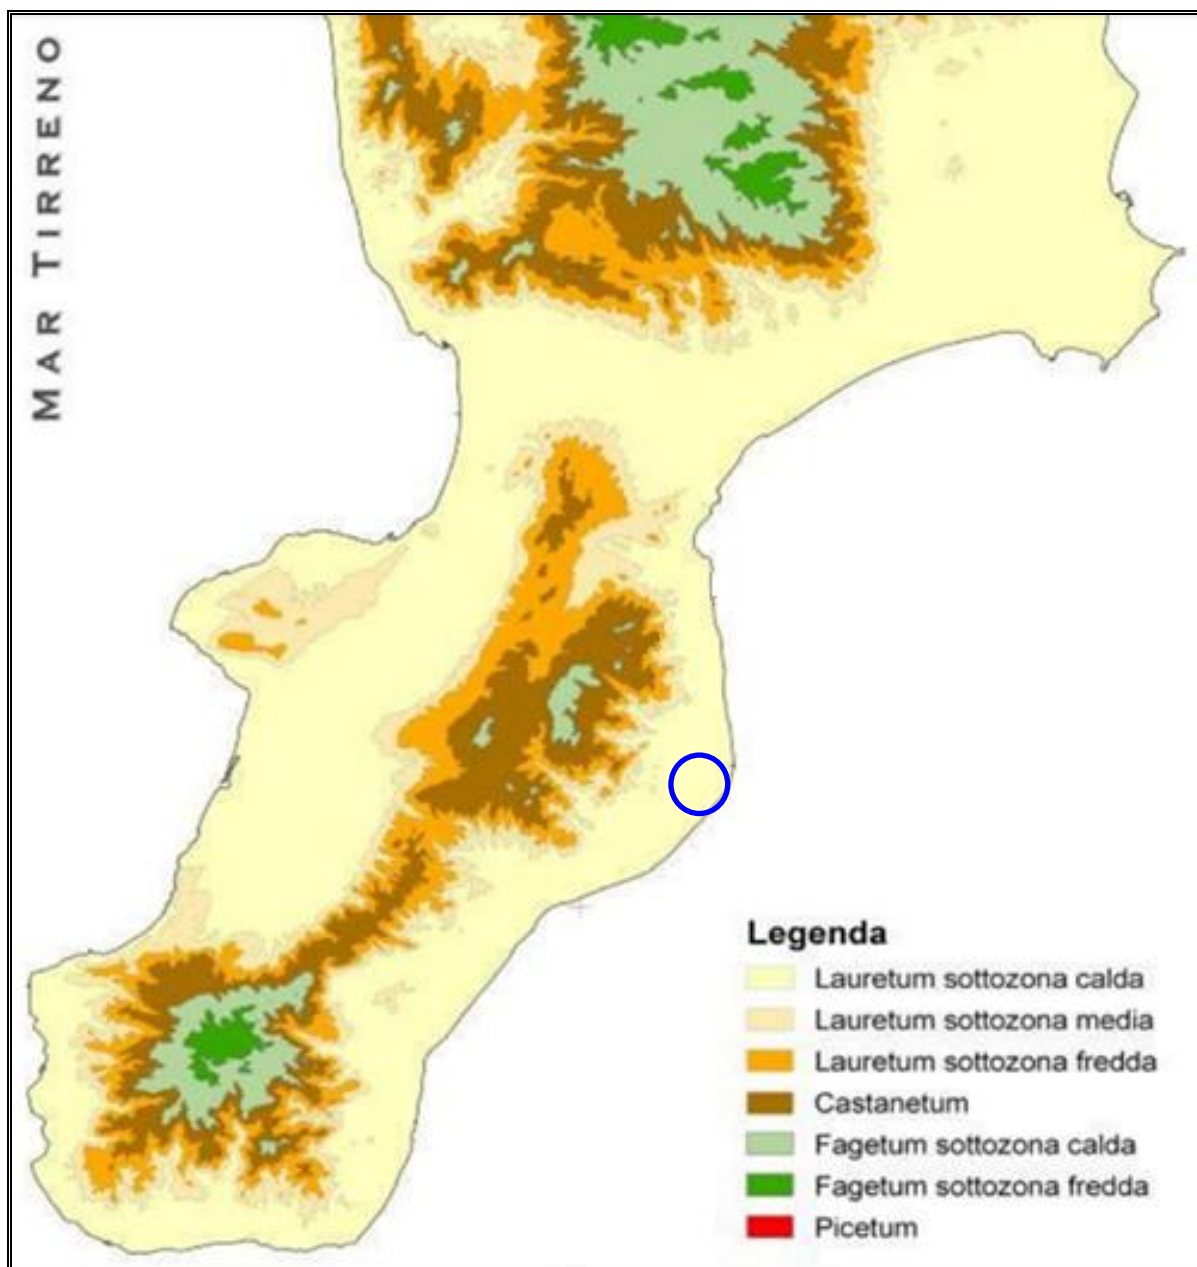 MAR TIRRENO
Legenda
Lauretum sottozona calda
Lauretum sottozona media
Lauretum sottozona fredda
Castanetum
Fagetum sottozona calda
Fagetum sottozona fredda
Picetum